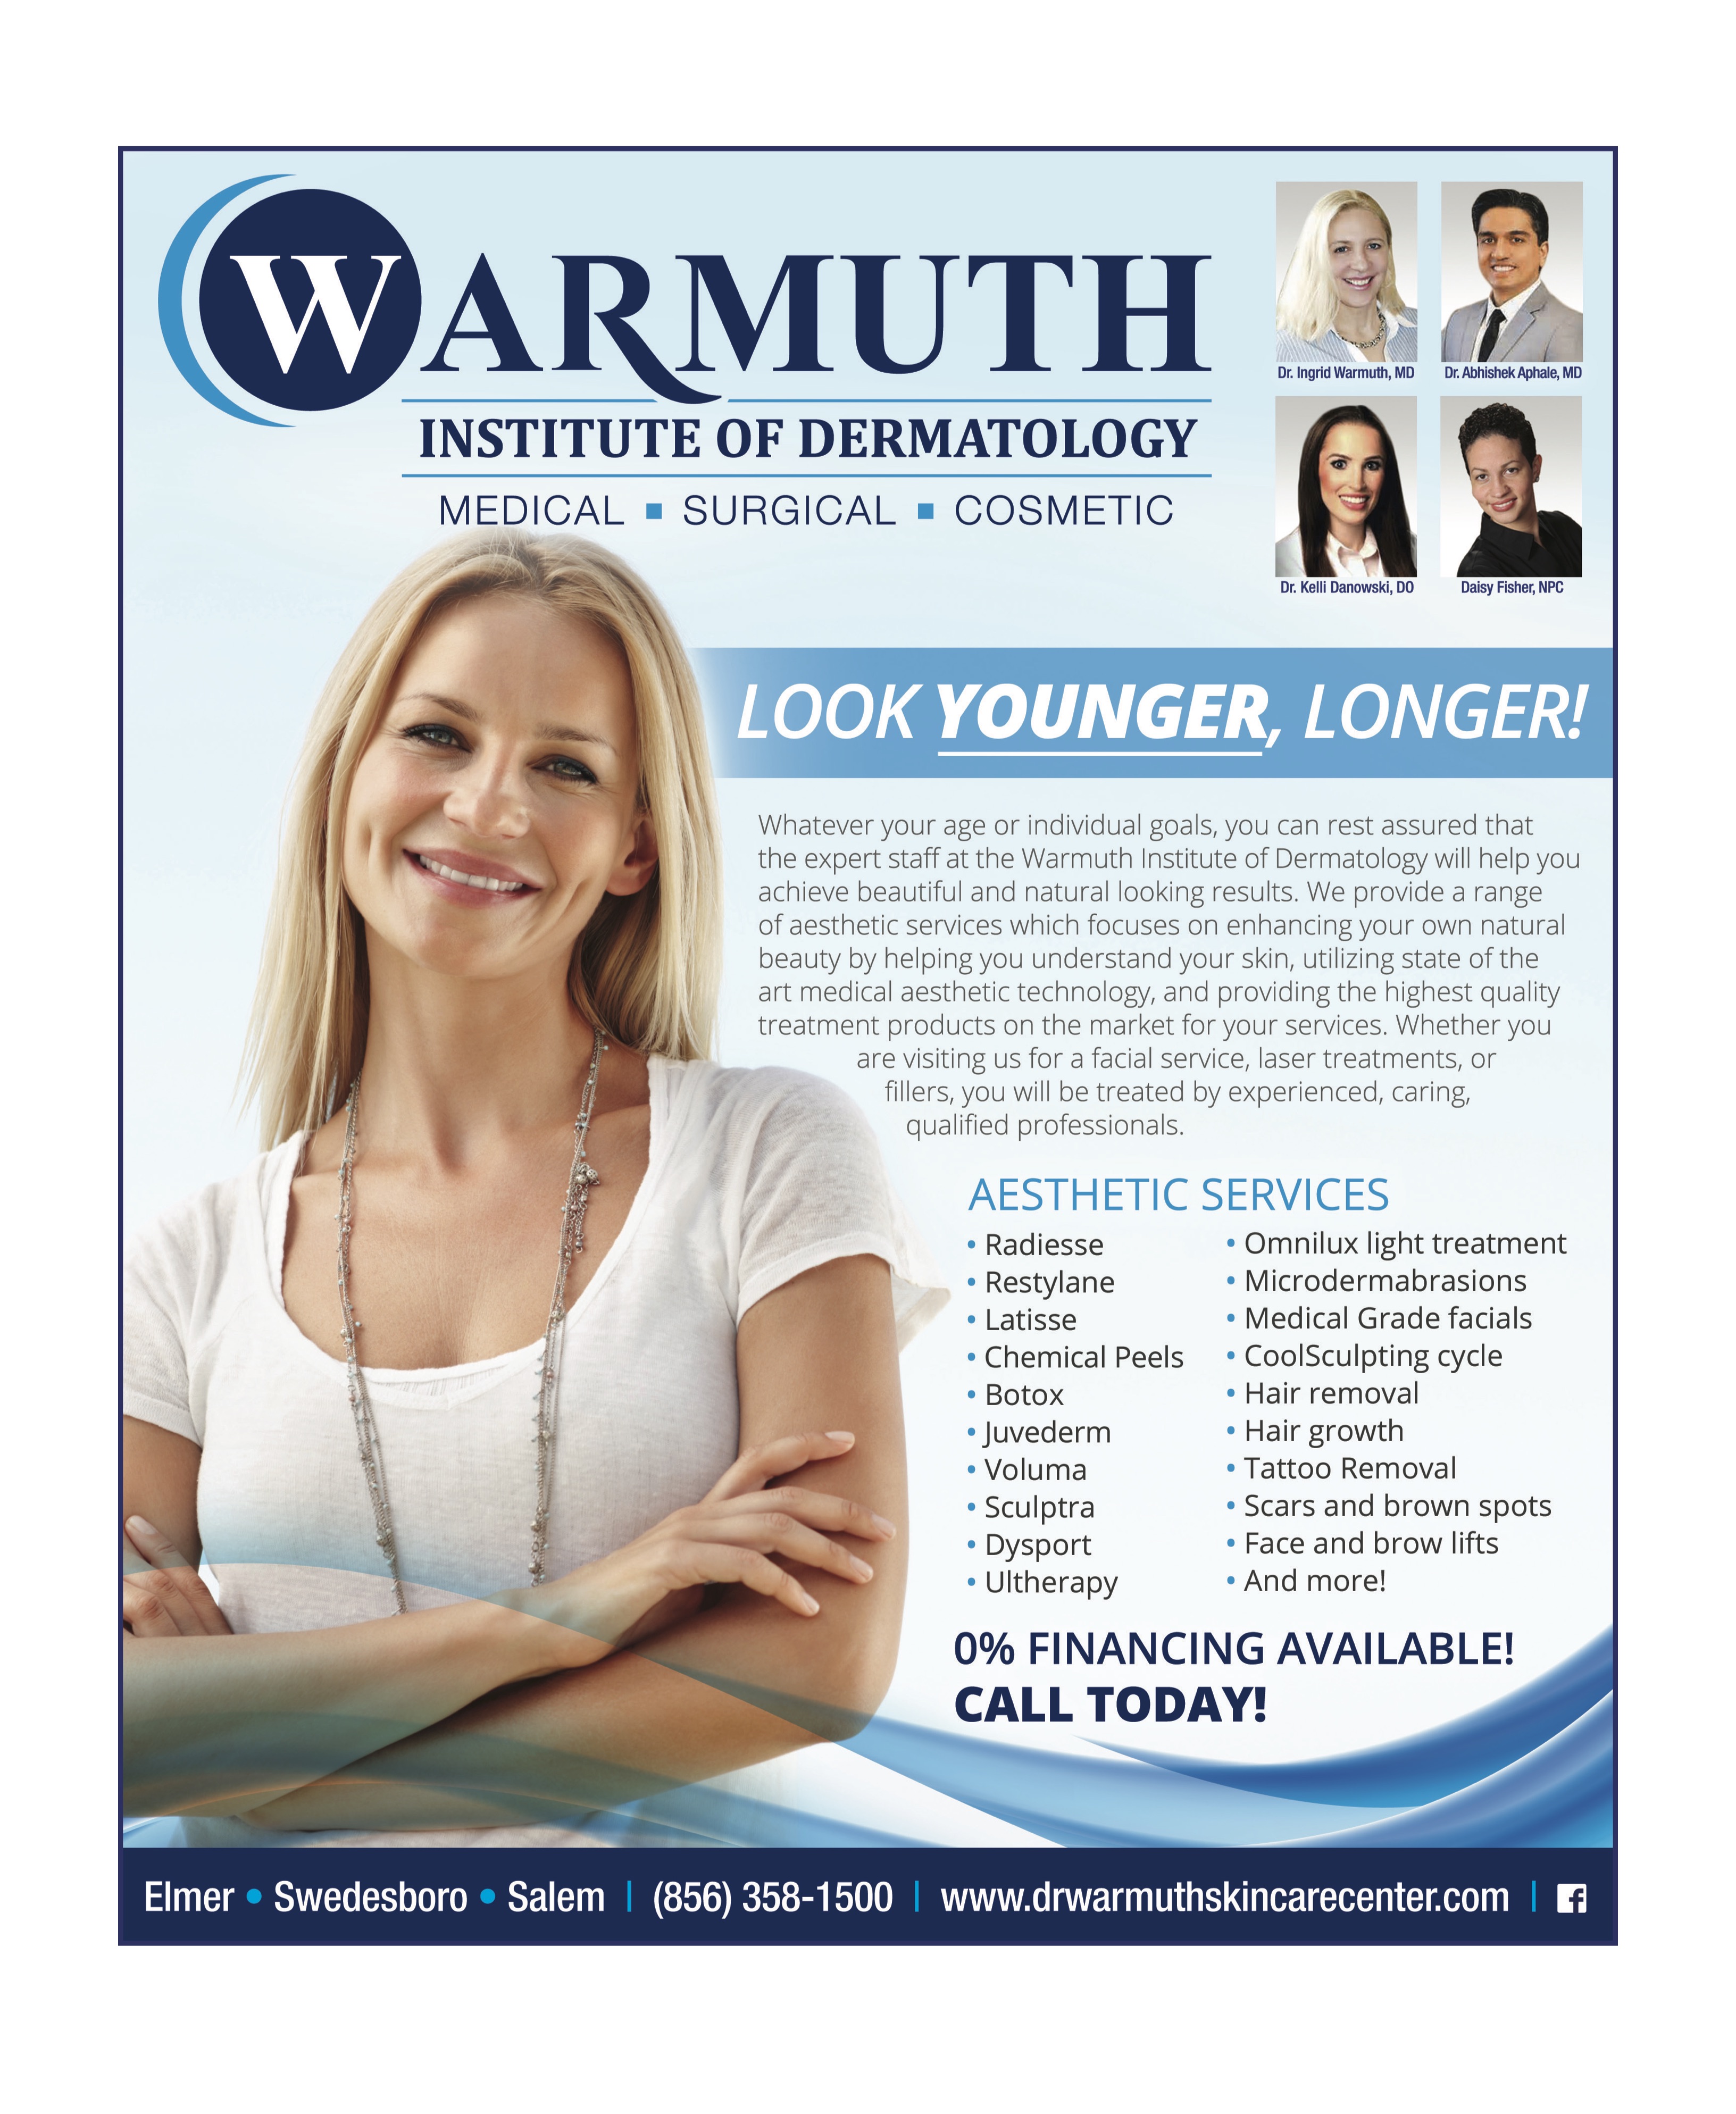 WARMUTH
INSTITUTE OF DERMATOLOGY
MEDICAL ▪ SURGICAL ▪ COSMETIC
Dr. Ingrid Warmuth, MD
Dr. Abhishek Aphale, MD
Dr. Kelli Danowski, DO
Daisy Fisher, NPC
LOOK YOUNGER, LONGER!
Whatever your age or individual goals, you can rest assured that
the expert staff at the Warmuth Institute of Dermatology will help you
achieve beautiful and natural looking results. We provide a range
of aesthetic services which focuses on enhancing your own natural
beauty by helping you understand your skin, utilizing state of the
art medical aesthetic technology, and providing the highest quality
treatment products on the market for your services. Whether you
are visiting us for a facial service, laser treatments, or
fillers, you will be treated by experienced, caring,
qualified professionals.
AESTHETIC SERVICES
• Radiesse
• Restylane
• Latisse
• Chemical Peels
• Botox
• Juvederm
• Voluma
• Sculptra
• Dysport
• Ultherapy
• Omnilux light treatment
• Microdermabrasions
• Medical Grade facials
• CoolSculpting cycle
• Hair removal
• Hair growth
• Tattoo Removal
• Scars and brown spots
• Face and brow lifts
• And more!
0% FINANCING AVAILABLE!
CALL TODAY!
Elmer • Swedesboro • Salem | (856) 358-1500 | www.drwarmuthskincarecenter.com | f